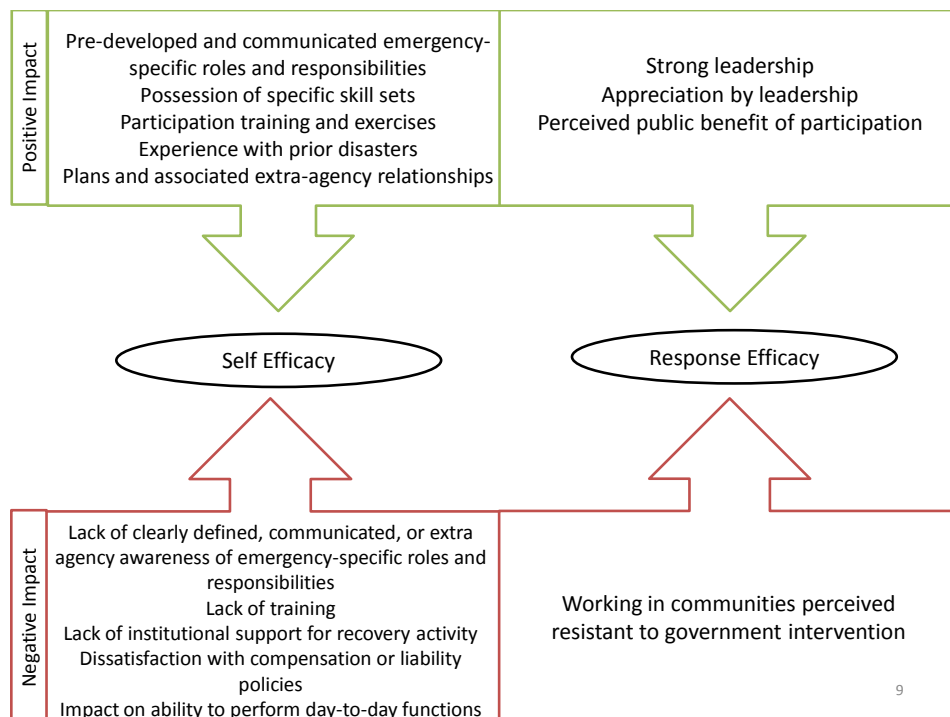 Positive Impact
Pre-developed and communicated emergency-
specific roles and responsibilities
Possession of specific skill sets
Participation training and exercises
Experience with prior disasters
Plans and associated extra-agency relationships
Strong leadership
Appreciation by leadership
Perceived public benefit of participation
Self Efficacy
Response Efficacy
Negative Impact
Lack of clearly defined, communicated, or extra
agency awareness of emergency-specific roles and
responsibilities
Lack of training
Lack of institutional support for recovery activity
Dissatisfaction with compensation or liability
policies
Impact on ability to perform day-to-day functions
Working in communities perceived
resistant to government intervention
9